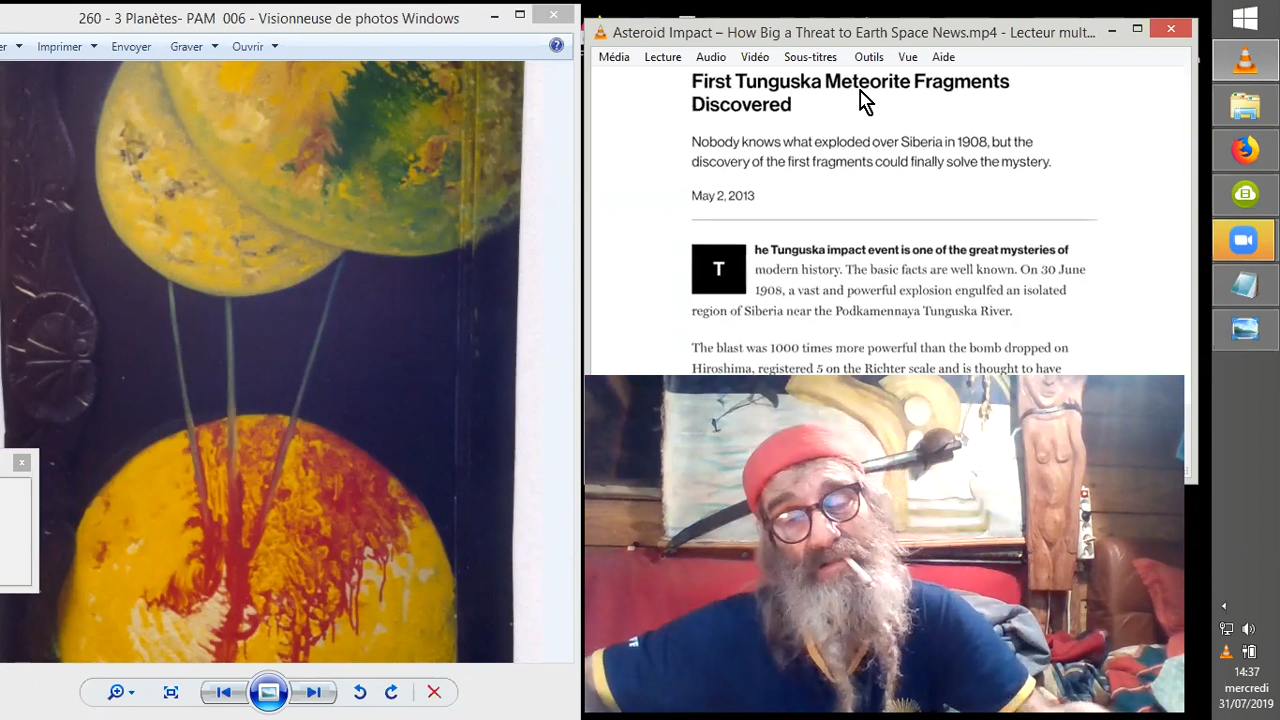 260 - 3 Planètes- PAM 006 - Visionneuse de photos Windows
Imprimer
Envoyer
Graver
Ouvrir
Asteroid Impact – How Big a Threat to Earth Space News.mp4 - Lecteur mult...
Média Lecture Audio Vidéo Sous-titres Outils Vue Aide
First Tunguska Meteorite Fragments
Discovered
Nobody knows what exploded over Siberia in 1908, but the
discovery of the first fragments could finally solve the mystery.
May 2, 2013
The Tunguska impact event is one of the great mysteries of
modern history. The basic facts are well known. On 30 June
1908, a vast and powerful explosion engulfed an isolated
region of Siberia near the Podkamennaya Tunguska River.
The blast was 1000 times more powerful than the bomb dropped on
Hiroshima, registered 5 on the Richter scale and is thought to have
14:37
mercredi
31/07/2019